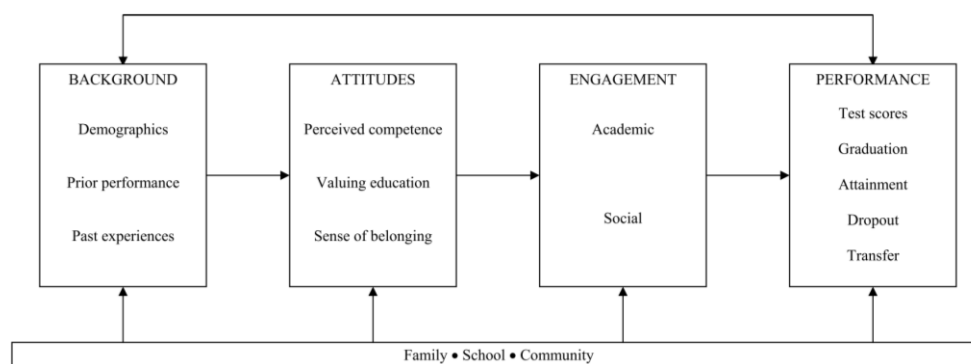 BACKGROUND
Demographics
Prior performance
Past experiences
ATTITUDES
Perceived competence
Valuing education
Sense of belonging
ENGAGEMENT
Academic
Social
PERFORMANCE
Test scores
Graduation
Attainment
Dropout
Transfer
Family ● School ● Community